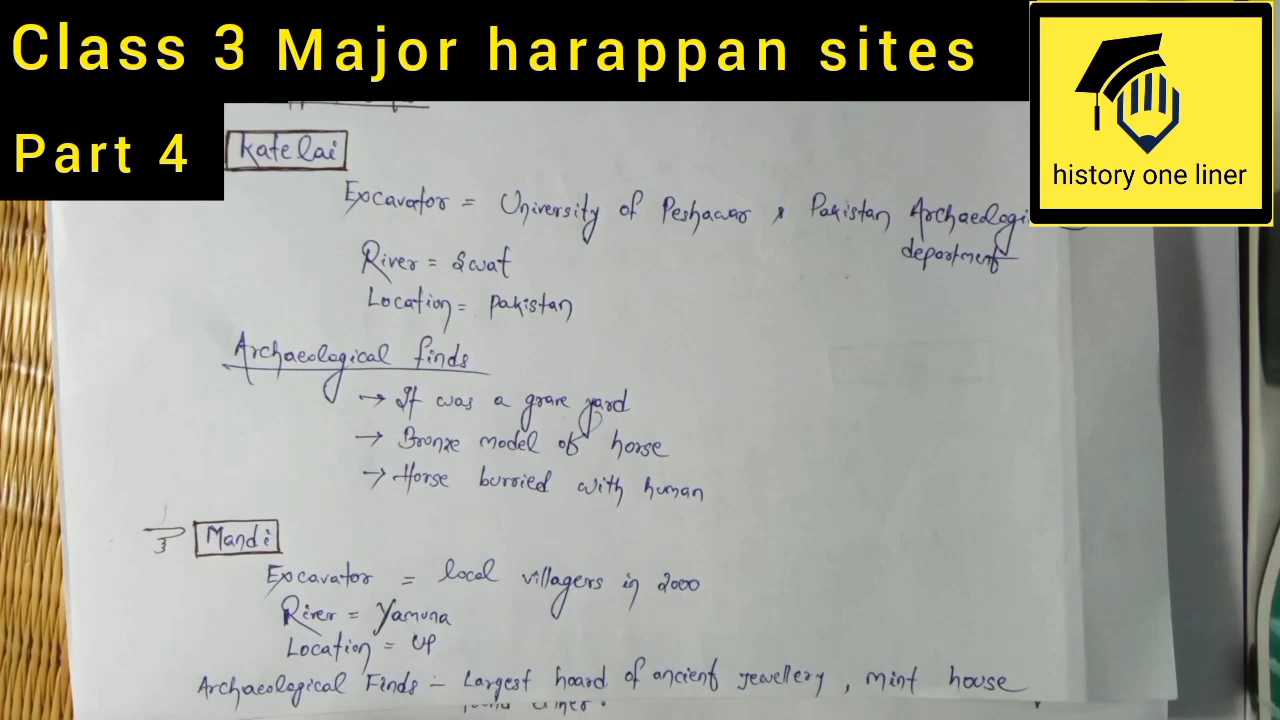 Class 3 Major harappan sites
Part 4
history one liner
Katelai
Excavator = University of Peshawar & Pakistan Archaeologi
department
River = Swat
Location = Pakistan
Archaeological finds
→ It was a grave yard
→ Bronze model of horse
→ Horse burried with human
3 Mandi
Excavator = local villagers in 2000
River = Yamuna
Location = UP
Archaeological Finds - Largest hoard of ancient jewellery, mint house